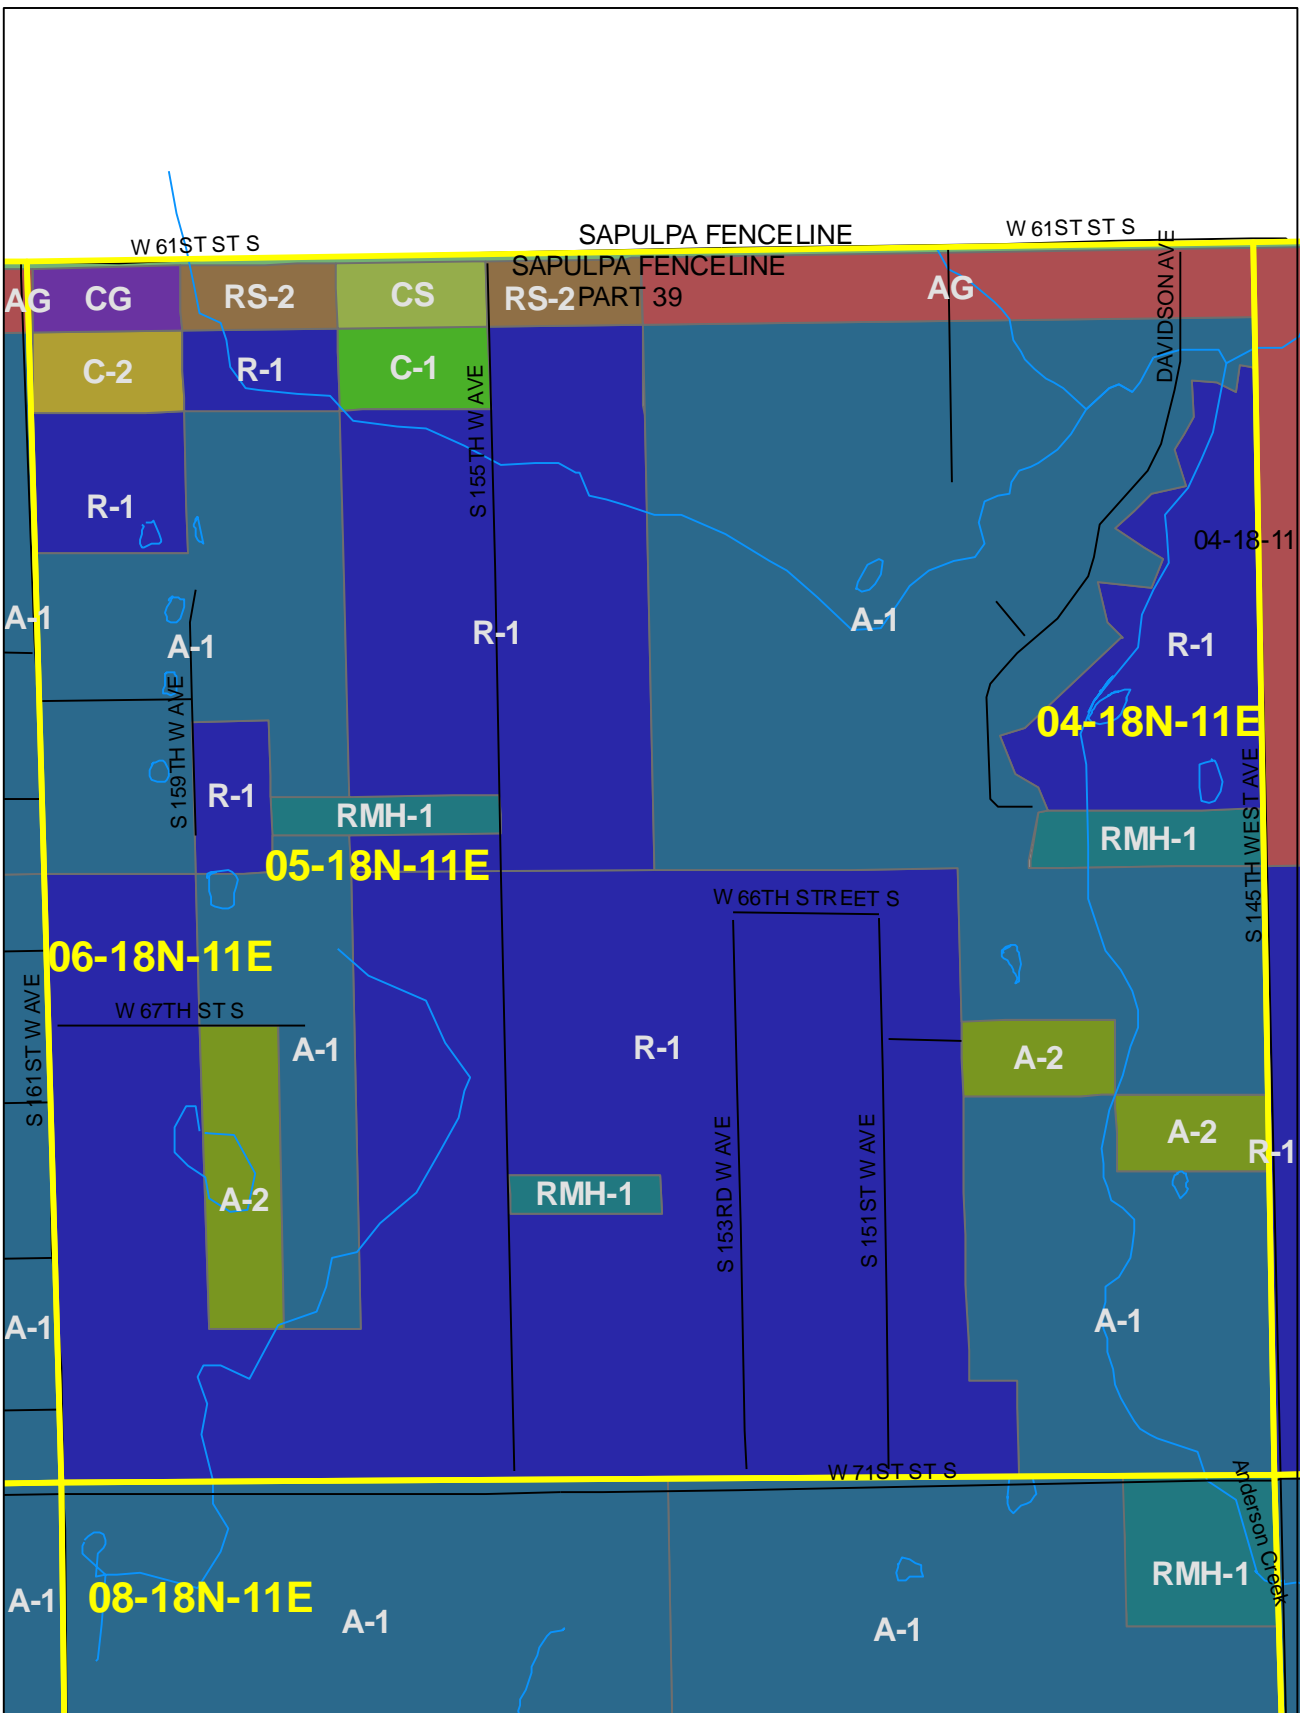 SAPULPA FENCELINE
W 61ST ST S
W 61ST ST S
SAPULPA FENCELINE
PART 39
AG
CG
RS-2
CS
RS-2
AG
DAVIDSON AVE
C-2
R-1
C-1
S 155TH W AVE
R-1
04-18-11
A-1
A-1
R-1
A-1
R-1
04-18N-11E
S 159TH W AVE
R-1
RMH-1
RMH-1
S 145TH WEST AVE
05-18N-11E
W 66TH STREET S
06-18N-11E
W 67TH ST S
S 161ST W AVE
A-1
R-1
A-2
A-2
R-1
A-2
RMH-1
S 153RD W AVE
S 151ST W AVE
A-1
A-1
W 71ST ST S
Anderson Creek
RMH-1
A-1
08-18N-11E
A-1
A-1